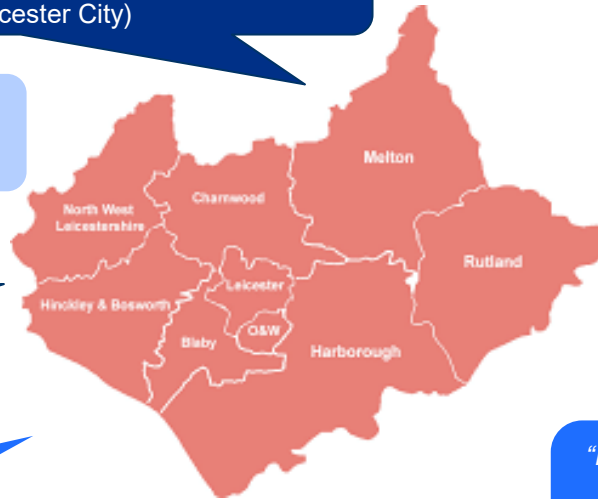 cester City)
Melton
Charnwood
North West
Leicestershire
Rutland
Leicester
Hinckley & Bosworth
O&W
Blaby
Harborough